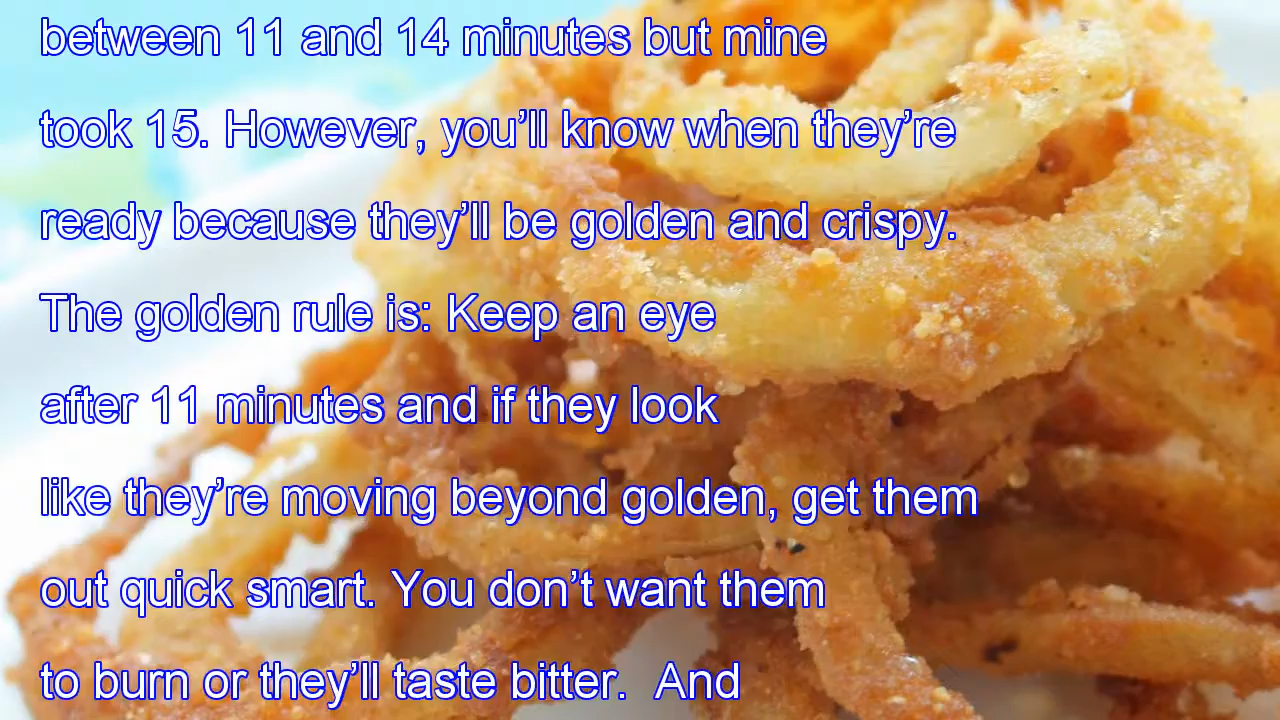 between 11 and 14 minutes but mine
took 15. However, you’ll know when they’re
ready because they’ll be golden and crispy.
The golden rule is: Keep an eye
after 11 minutes and if they look
like they’re moving beyond golden, get them
out quick smart. You don’t want them
to burn or they’ll taste bitter.  And